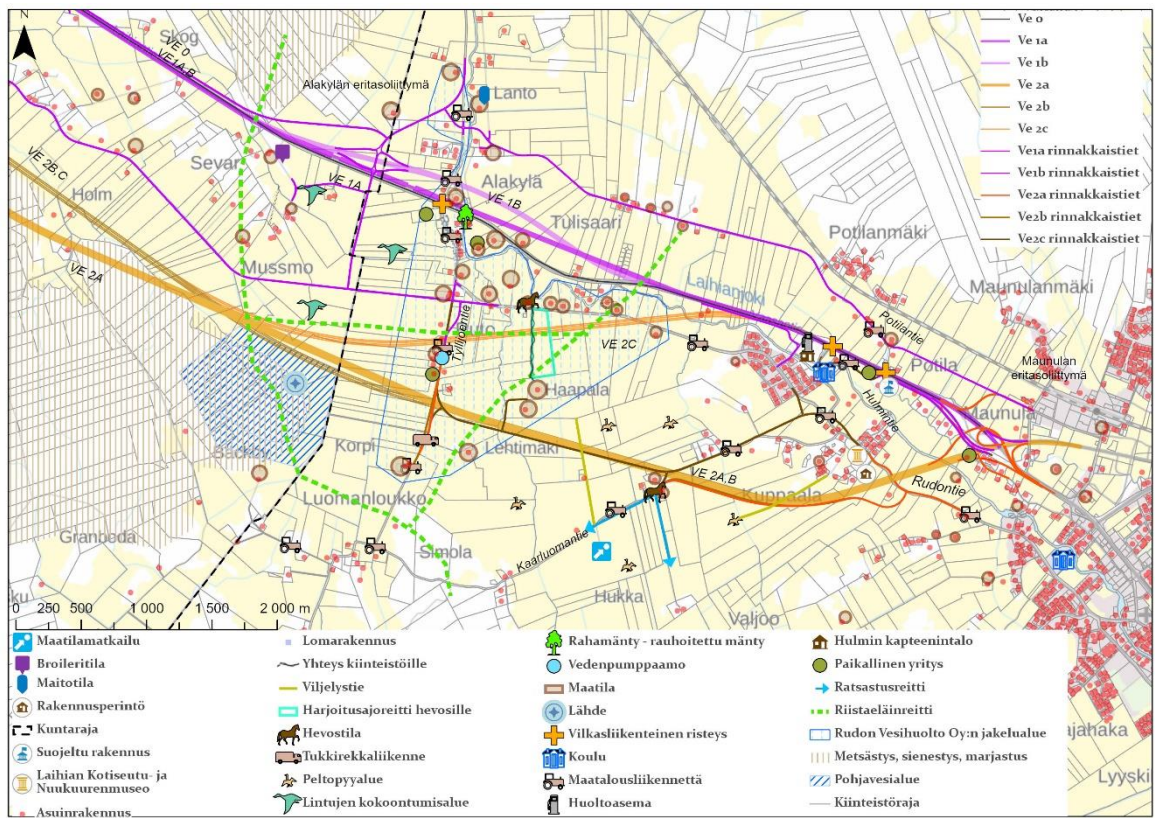 N
Skog
VE 0
VE1A,B
Alakylän eritasoliittymä
Lanto
Sevar
Alakylä
VE 1A
VE 1B
VE 2B,C
Holm
Tulisaari
Potilanmäki
Mussmo
VE 2A
Laihianjoki
Maunulanmäki
Tyllijoentie
VE 2C
Potilantie
Maunulan
eritasoliittymä
Haapala
Potila
Hulmintie
Maunula
Korpi
Lehtimäki
VE 2A,B
Kuppaala
Rudontie
Luomanloukko
Granboda
Simola
Kaarluomantie
Hukka
Valjoo
ku
ajahaka
Lyyski
0 250 500 1 000 1 500 2 000 m
Ve 0
Ve 1a
Ve 1b
Ve 2a
Ve 2b
Ve 2c
Ve1a rinnakkaistiet
Ve1b rinnakkaistiet
Ve2a rinnakkaistiet
Ve2b rinnakkaistiet
Ve2c rinnakkaistiet
Maatilamatkailu
Broileritila
Maitotila
Rakennusperintö
Kuntaraja
Suojeltu rakennus
Laihian Kotiseutu- ja
Nuukuurenmuseo
Asuinrakennus
Lomarakennus
Yhteys kiinteistöille
Viljelystie
Harjoitusajoreitti hevosille
Hevostila
Tukkirekkaliikenne
Peltopyyalue
Lintujen kokoontumisalue
Rahamänty - rauhoitettu mänty
Vedenpumppaamo
Maatila
Lähde
Vilkasliikenteinen risteys
Koulu
Maatalousliikennettä
Huoltoasema
Hulmin kapteenintalo
Paikallinen yritys
Ratsastusreitti
Riistaeläinreitti
Rudon Vesihuolto Oy:n jakelualue
Metsästys, sienestys, marjastus
Pohjavesialue
Kiinteistöraja